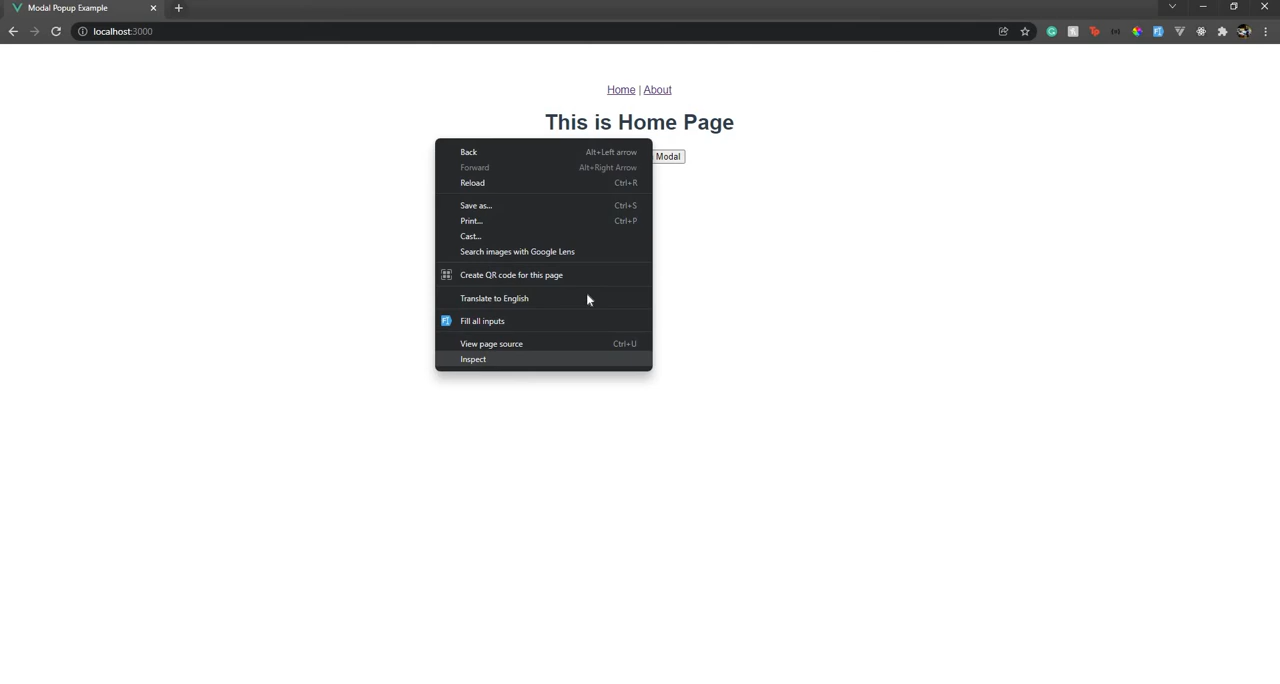 Modal Popup Example
localhost:3000
Home | About
This is Home Page
Modal
Back Alt+Left arrow
Forward Alt+Right Arrow
Reload Ctrl+R
Save as... Ctrl+S
Print... Ctrl+P
Cast...
Search images with Google Lens
Create QR code for this page
Translate to English
Fill all inputs
View page source Ctrl+U
Inspect